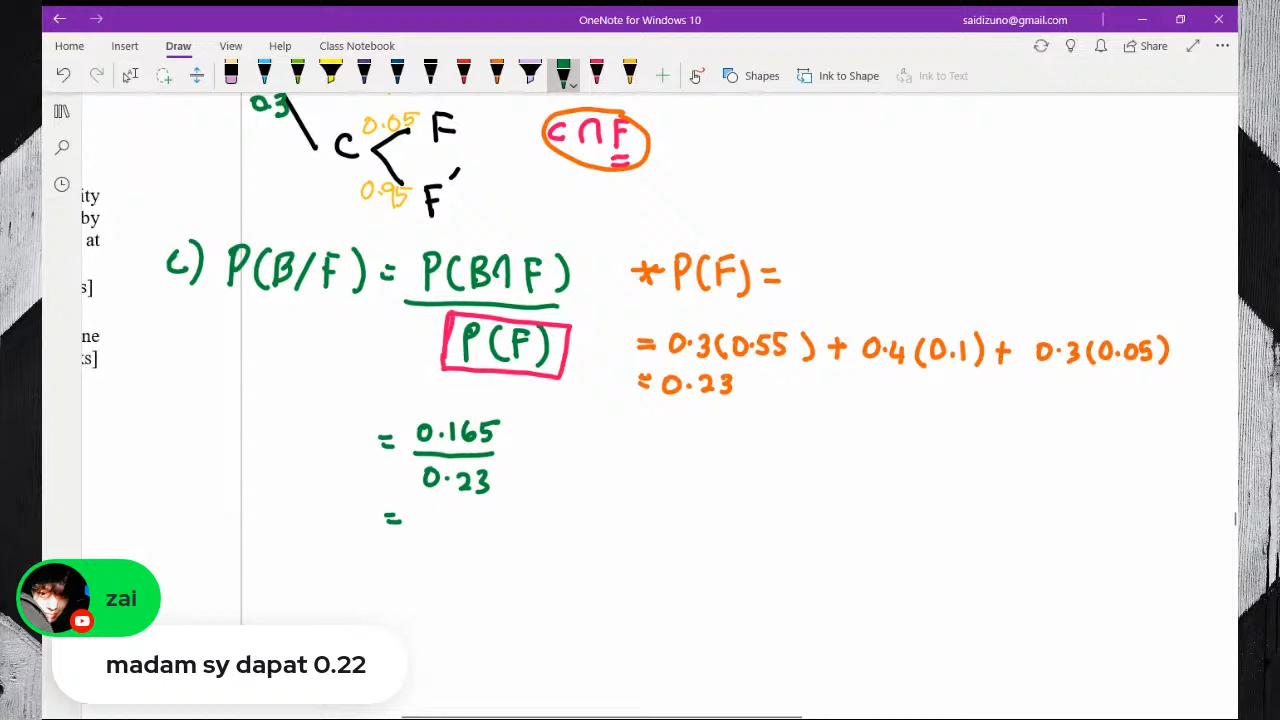 OneNote for Windows 10
saidizuno@gmail.com
Home Insert Draw View Help Class Notebook
Share
Shapes
Ink to Shape
Ink to Text
0.3
C
0.05
F
0.95
F'
C ∩ F
ity
by
at
s]
ne
ks]
c) P(B/F) = P(B∩F)
P(F)
= 0.165
0.23
=
*P(F) =
= 0.3(0.55) + 0.4(0.1) + 0.3(0.05)
= 0.23
zai
madam sy dapat 0.22